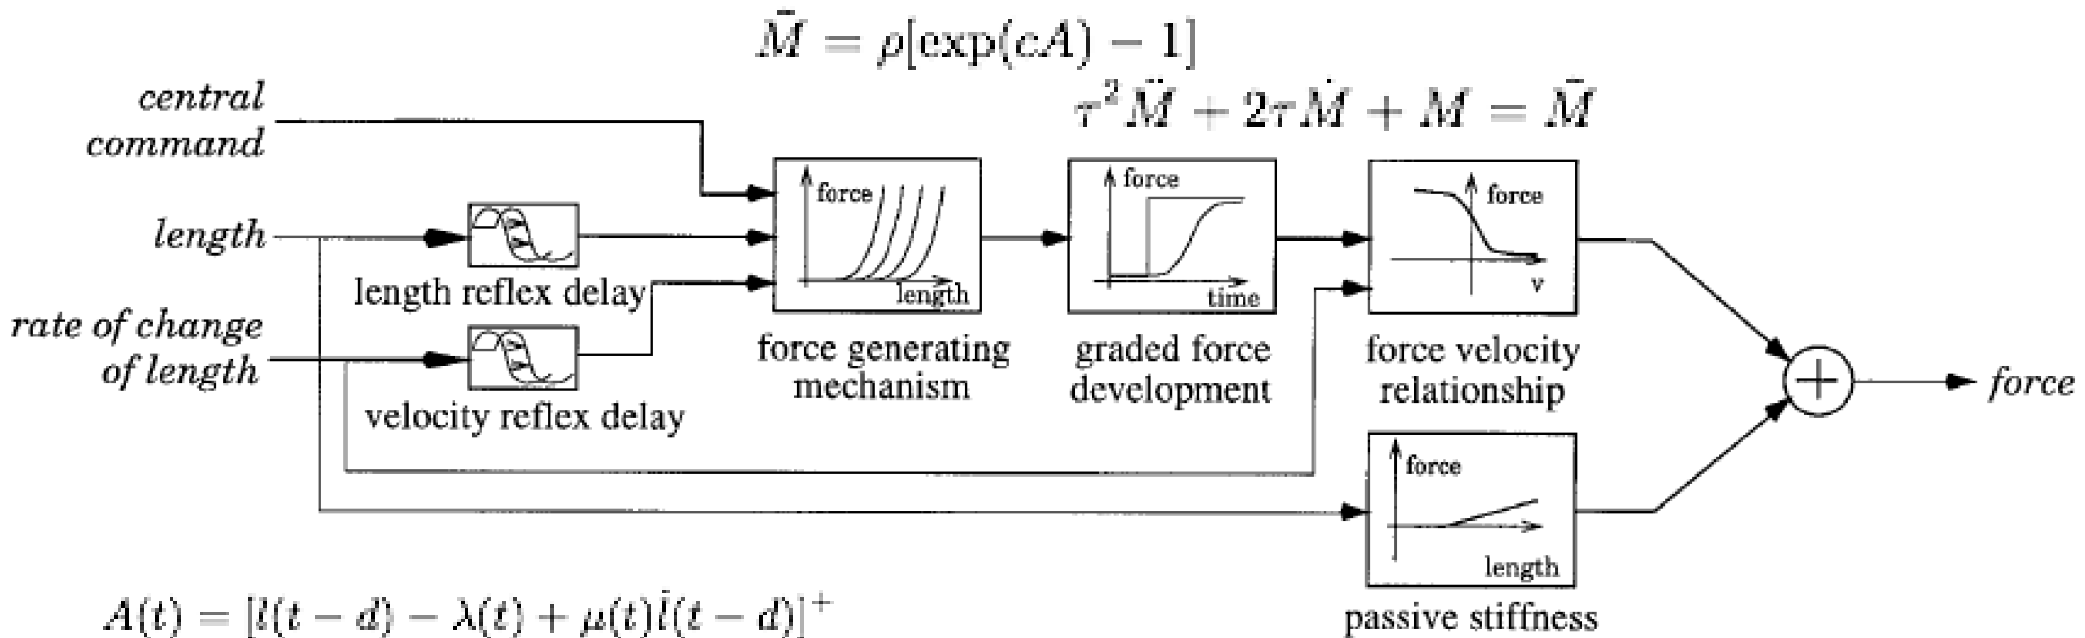 M̄ = ρ[exp(cA) − 1]
τ²M̈ + 2τṀ + M = M̄
central
command
length
length reflex delay
rate of change
of length
velocity reflex delay
force
length
force generating
mechanism
force
time
graded force
development
force
v
force velocity
relationship
force
length
passive stiffness
+
force
A(t) = [l(t − d) − λ(t) + μ(t)l̇(t − d)]⁺